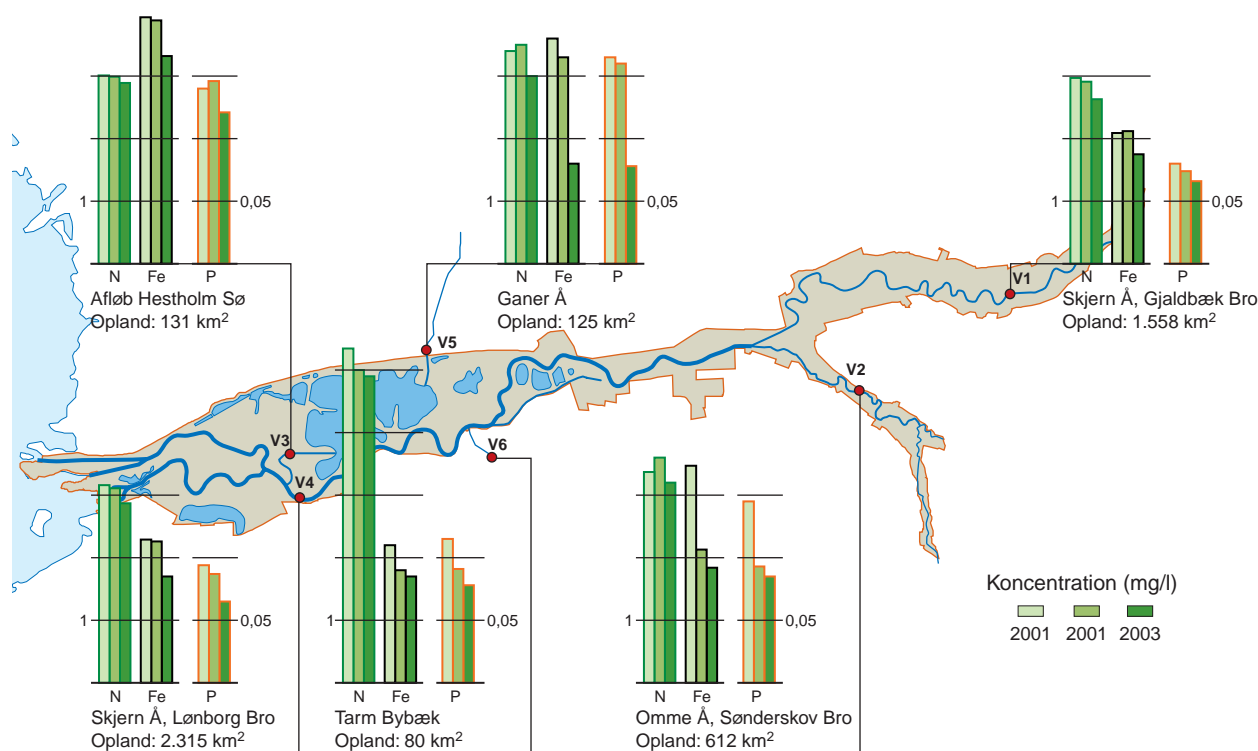 1
0,05
N Fe P
Afløb Hestholm Sø
Opland: 131 km²
1
0,05
N Fe P
Ganer Å
Opland: 125 km²
1
0,05
N Fe P
Skjern Å, Gjaldbæk Bro
Opland: 1.558 km²
V1
V2
V3
V4
V5
V6
1
0,05
N Fe P
Skjern Å, Lønborg Bro
Opland: 2.315 km²
1
0,05
N Fe P
Tarm Bybæk
Opland: 80 km²
1
0,05
N Fe P
Omme Å, Sønderskov Bro
Opland: 612 km²
Koncentration (mg/l)
2001 2001 2003